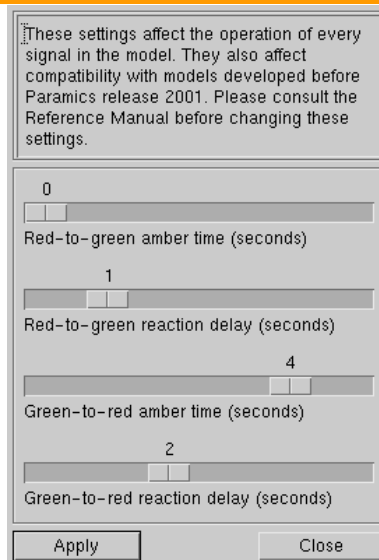 These settings affect the operation of every
signal in the model. They also affect
compatibility with models developed before
Paramics release 2001. Please consult the
Reference Manual before changing these
settings.
0
Red-to-green amber time (seconds)
1
Red-to-green reaction delay (seconds)
4
Green-to-red amber time (seconds)
2
Green-to-red reaction delay (seconds)
Apply
Close